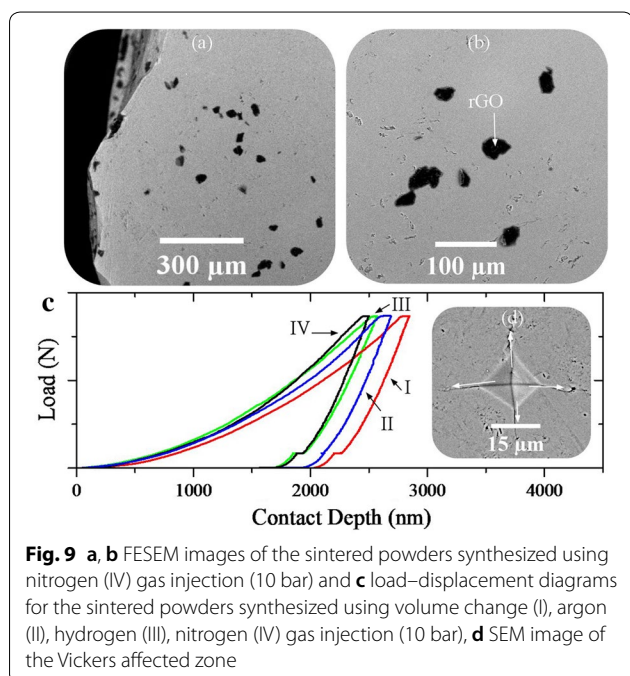 (a)
300 µm
(b)
rGO
100 µm
c
Load (N)
IV
III
II
I
(d)
15 µm
0 1000 2000 3000 4000
Contact Depth (nm)
Fig. 9 a, b FESEM images of the sintered powders synthesized using
nitrogen (IV) gas injection (10 bar) and c load–displacement diagrams
for the sintered powders synthesized using volume change (I), argon
(II), hydrogen (III), nitrogen (IV) gas injection (10 bar), d SEM image of
the Vickers affected zone